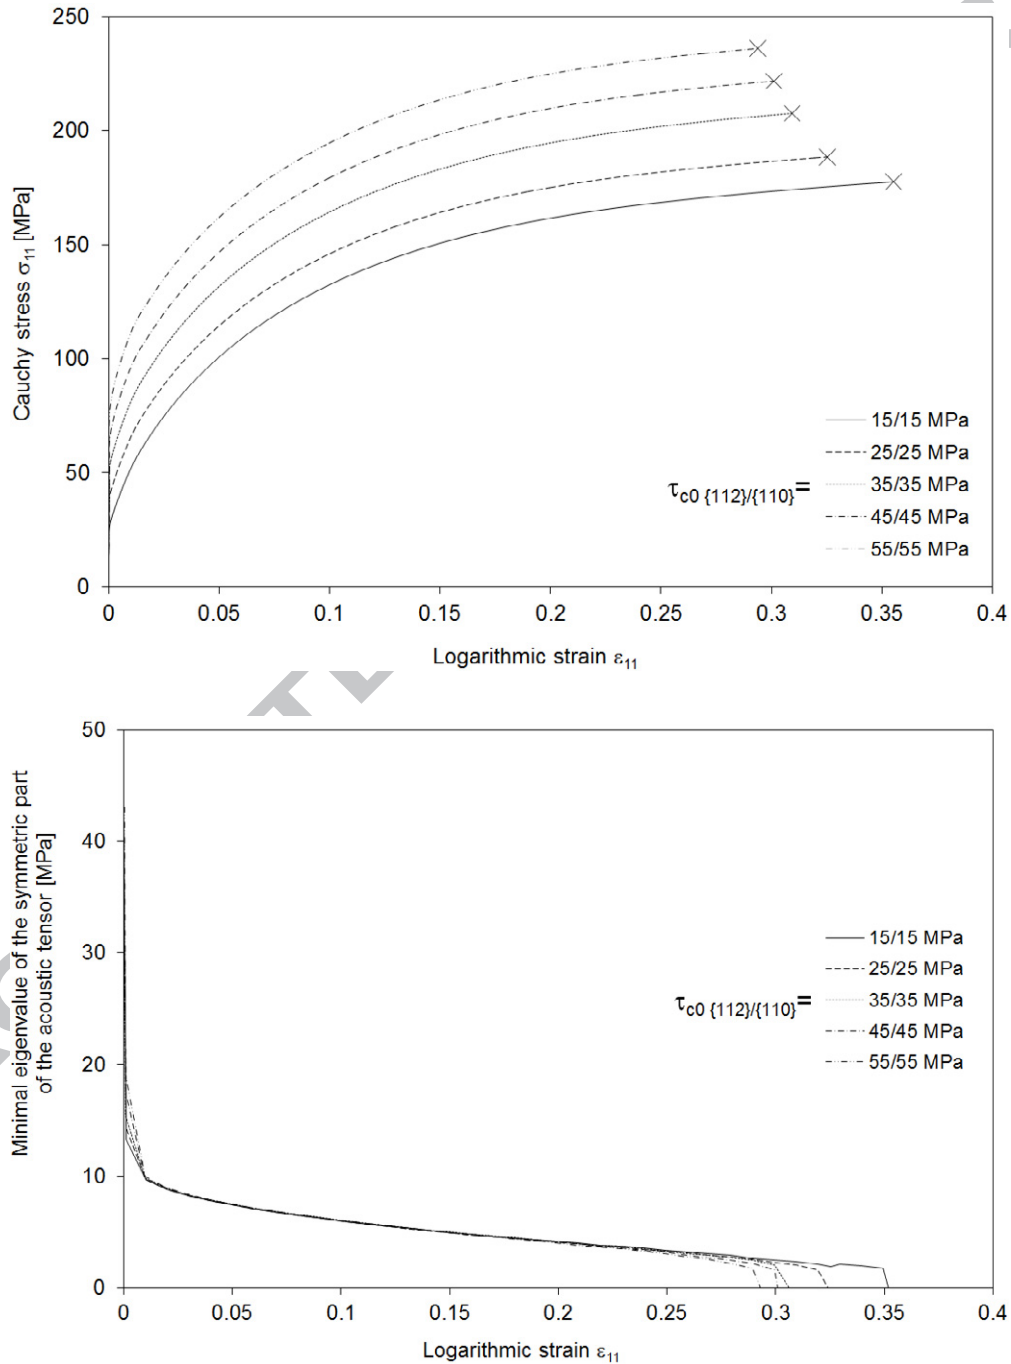 250
200
150
100
50
0
Cauchy stress σ₁₁ [MPa]
15/15 MPa
25/25 MPa
τc0 {112}/{110}=
35/35 MPa
45/45 MPa
55/55 MPa
0 0.05 0.1 0.15 0.2 0.25 0.3 0.35 0.4
Logarithmic strain ε₁₁
50
40
30
20
10
0
Minimal eigenvalue of the symmetric part
of the acoustic tensor [MPa]
15/15 MPa
25/25 MPa
τc0 {112}/{110}=
35/35 MPa
45/45 MPa
55/55 MPa
0 0.05 0.1 0.15 0.2 0.25 0.3 0.35 0.4
Logarithmic strain ε₁₁